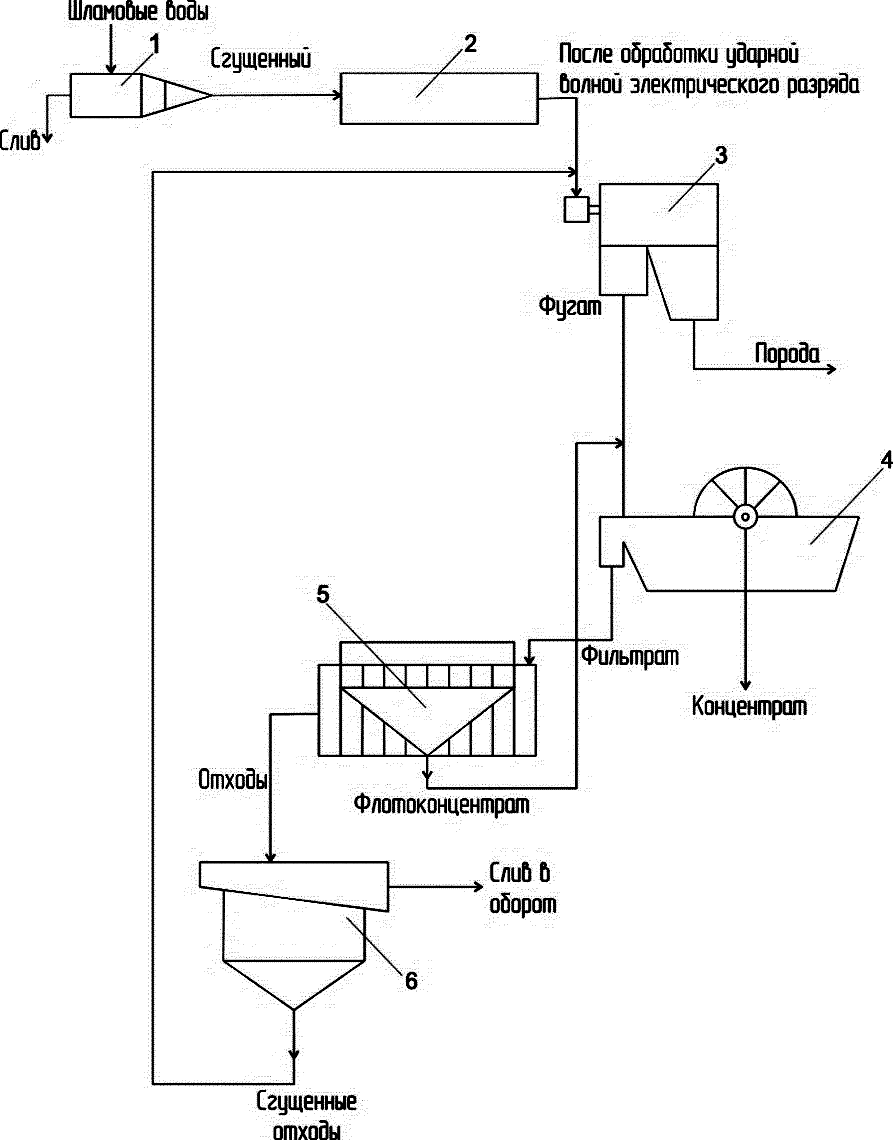 Шламовые воды
1
Сгущенный
2
После обработки ударной
волной электрического разряда
Слив
3
Фугат
Порода
4
5
Фильтрат
Концентрат
Отходы
Флотоконцентрат
Слив в
оборот
6
Сгущенные
отходы